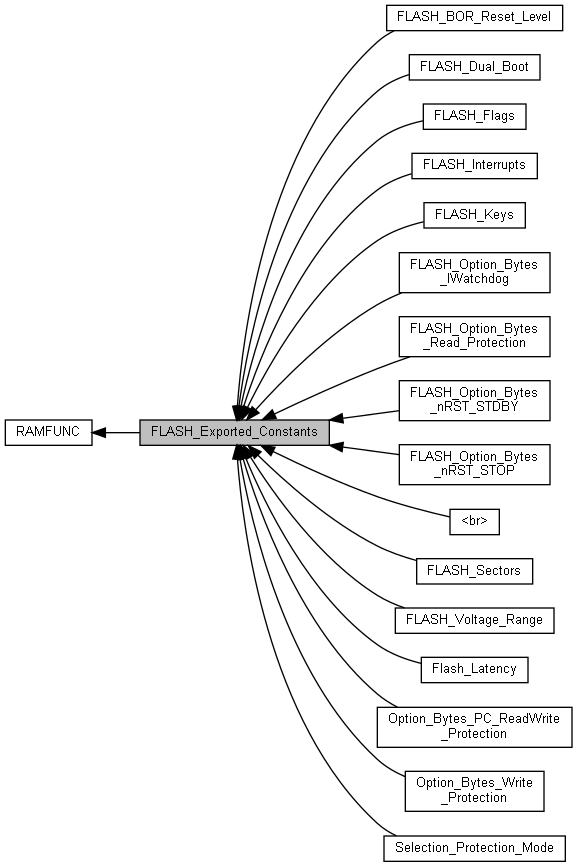 FLASH_BOR_Reset_Level
FLASH_Dual_Boot
FLASH_Flags
FLASH_Interrupts
FLASH_Keys
FLASH_Option_Bytes
_IWatchdog
FLASH_Option_Bytes
_Read_Protection
FLASH_Option_Bytes
_nRST_STDBY
RAMFUNC
FLASH_Exported_Constants
FLASH_Option_Bytes
_nRST_STOP
<br>
FLASH_Sectors
FLASH_Voltage_Range
Flash_Latency
Option_Bytes_PC_ReadWrite
_Protection
Option_Bytes_Write
_Protection
Selection_Protection_Mode